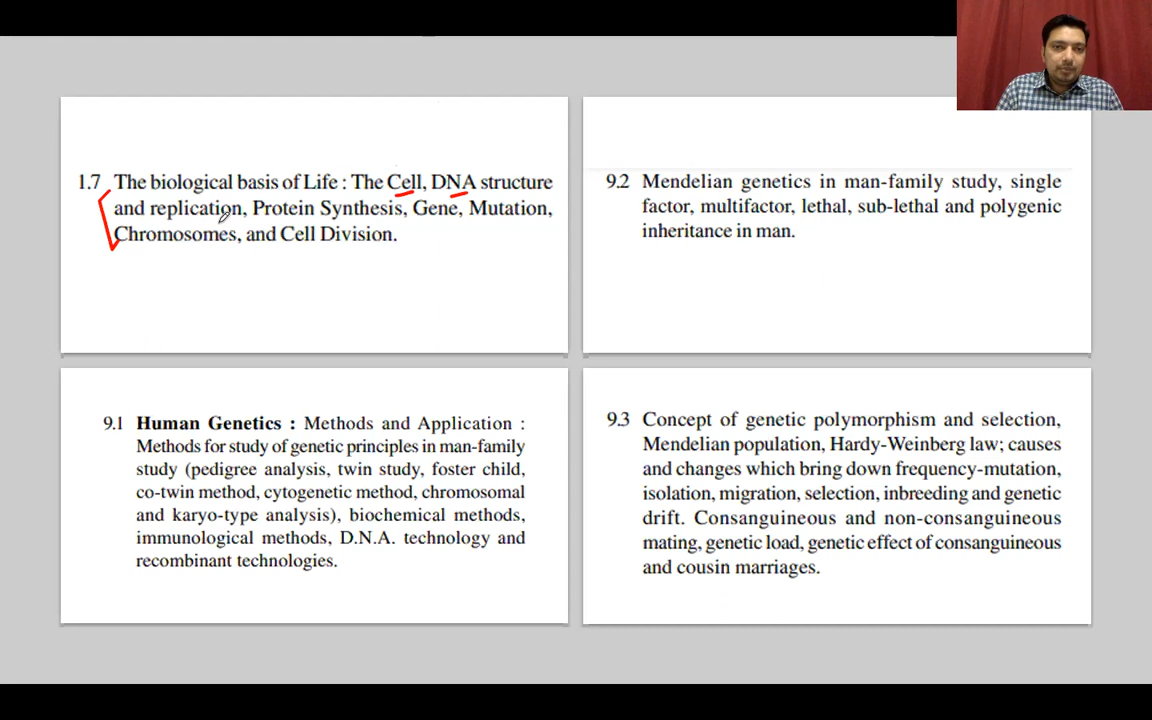 1.7 The biological basis of Life : The Cell, DNA structure
and replication, Protein Synthesis, Gene, Mutation,
Chromosomes, and Cell Division.
9.2 Mendelian genetics in man-family study, single
factor, multifactor, lethal, sub-lethal and polygenic
inheritance in man.
9.1 Human Genetics : Methods and Application :
Methods for study of genetic principles in man-family
study (pedigree analysis, twin study, foster child,
co-twin method, cytogenetic method, chromosomal
and karyo-type analysis), biochemical methods,
immunological methods, D.N.A. technology and
recombinant technologies.
9.3 Concept of genetic polymorphism and selection,
Mendelian population, Hardy-Weinberg law; causes
and changes which bring down frequency-mutation,
isolation, migration, selection, inbreeding and genetic
drift. Consanguineous and non-consanguineous
mating, genetic load, genetic effect of consanguineous
and cousin marriages.